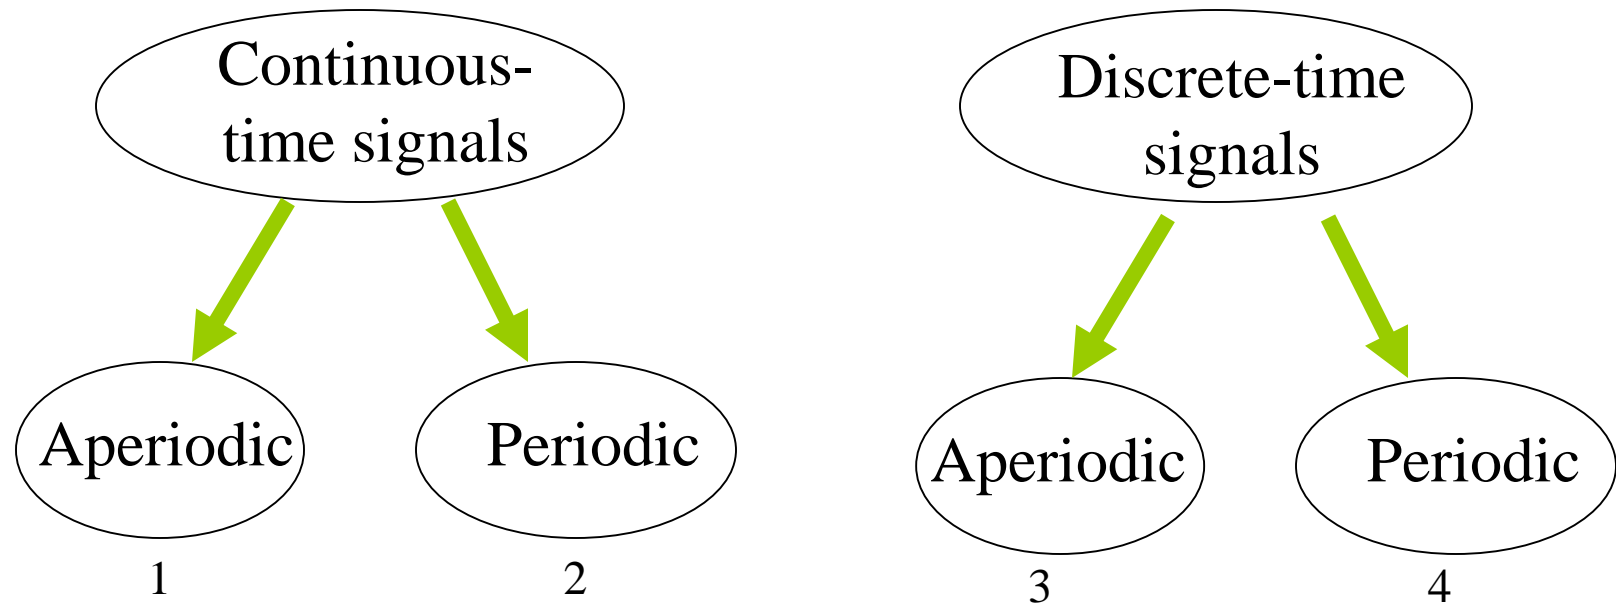 Continuous-
time signals
Discrete-time
signals
Aperiodic
Periodic
Aperiodic
Periodic
1
2
3
4